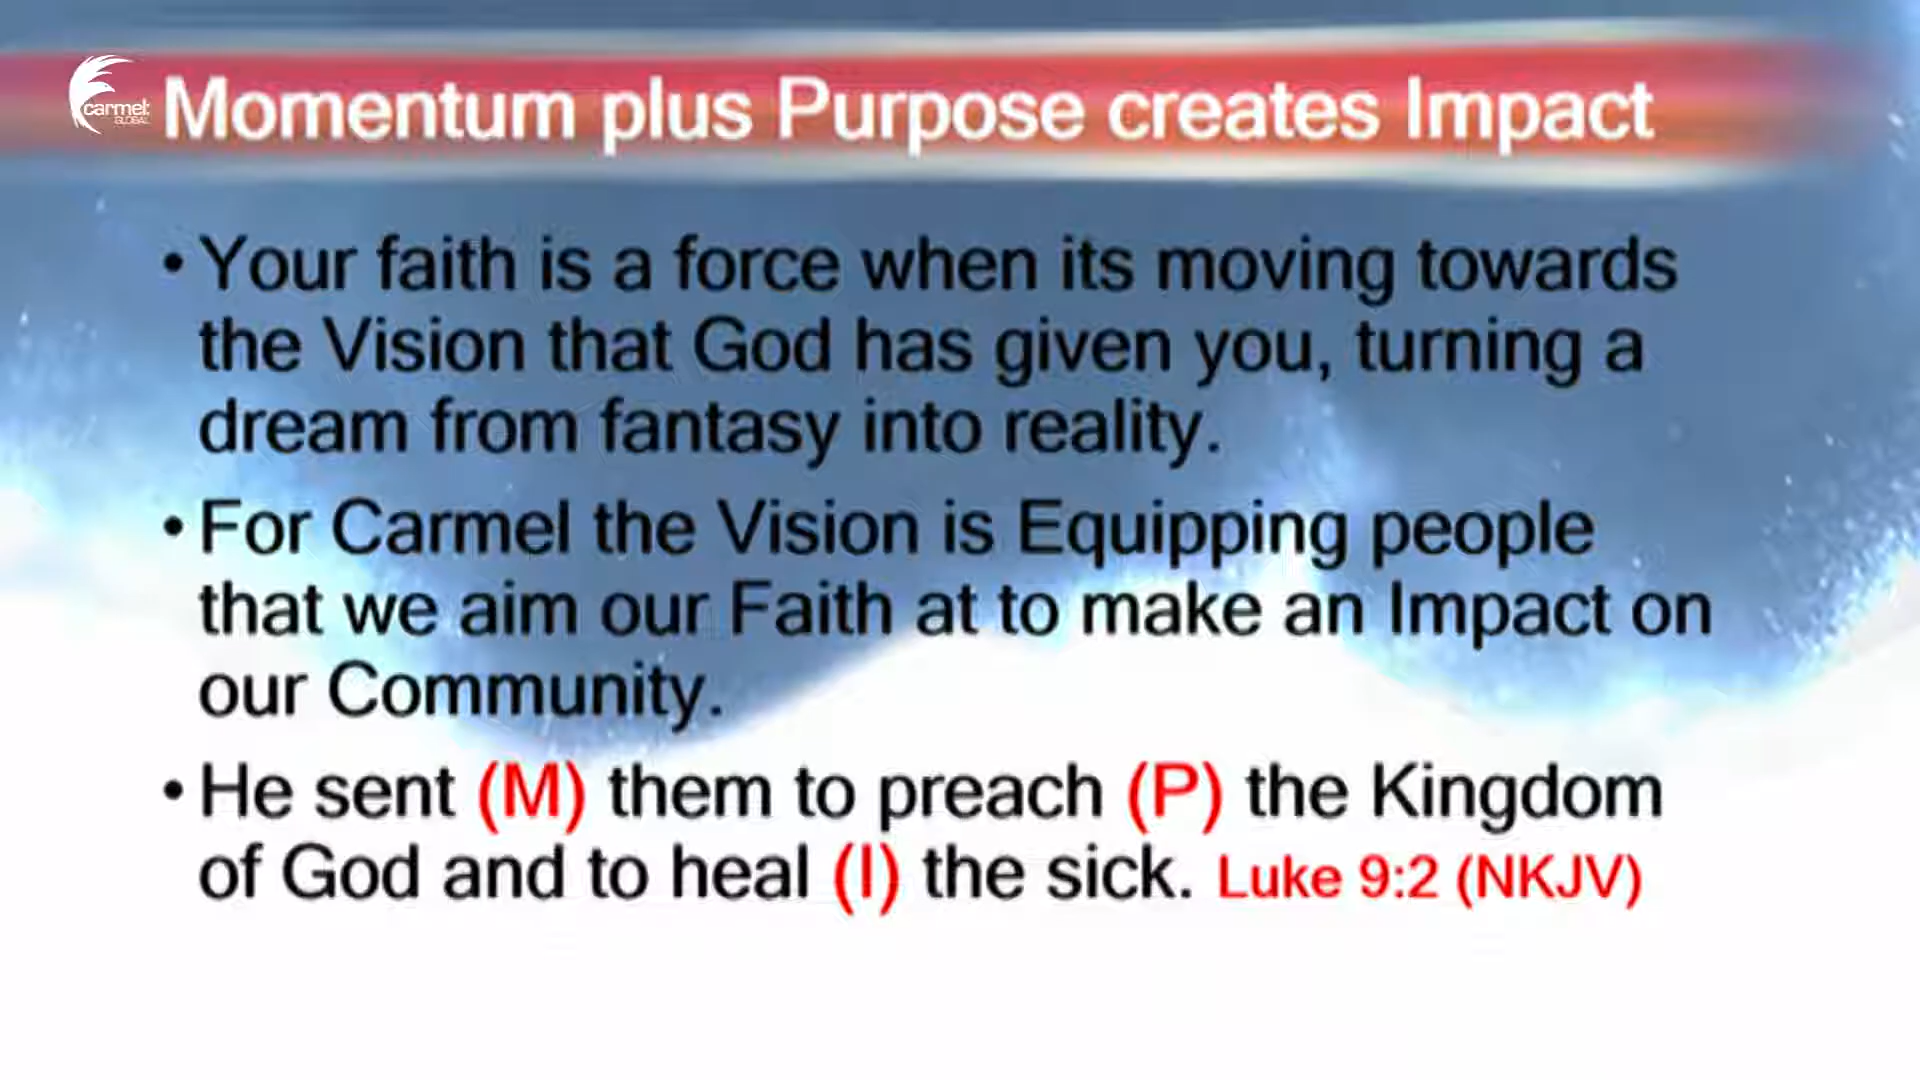 carmel
GLOBAL
Momentum plus Purpose creates Impact
• Your faith is a force when its moving towards
the Vision that God has given you, turning a
dream from fantasy into reality.
• For Carmel the Vision is Equipping people
that we aim our Faith at to make an Impact on
our Community.
• He sent (M) them to preach (P) the Kingdom
of God and to heal (I) the sick. Luke 9:2 (NKJV)